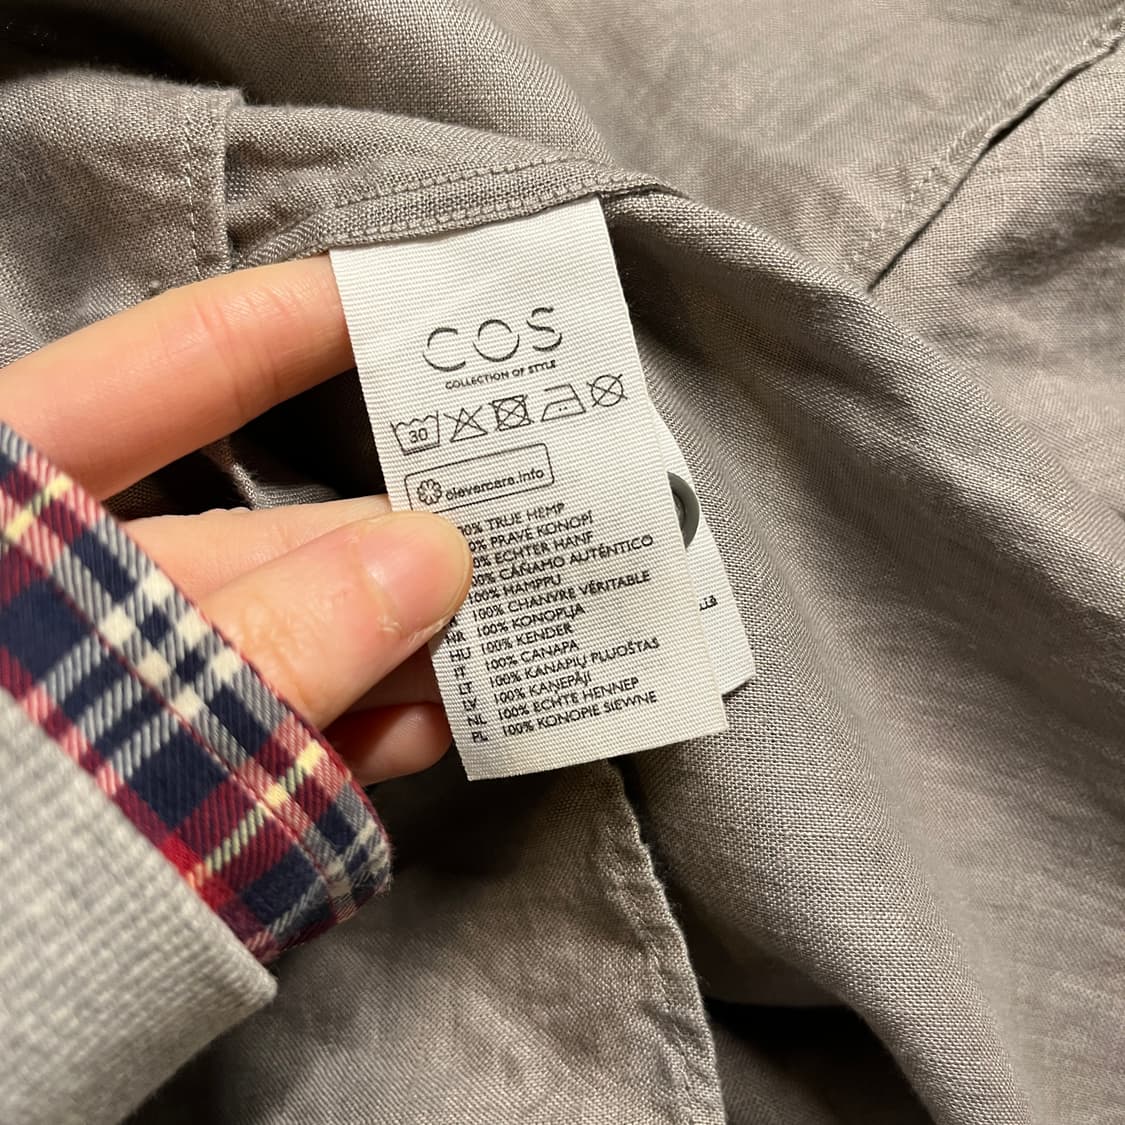 COS
COLLECTION OF STYLE
30
clevercare.info
TRUE HEMP
PRAVÉ KONOPÍ
ECHTER HANF
CÁÑAMO AUTÉNTICO
100% HAMPPU
100% CHANVRE VÉRITABLE
HR 100% KONOPLJA
HU 100% KENDER
IT 100% CANAPA
LT 100% KANAPIŲ PLUOŠTAS
LV 100% KAŅEPĀJI
NL 100% ECHTE HENNEP
PL 100% KONOPIE SIEWNE